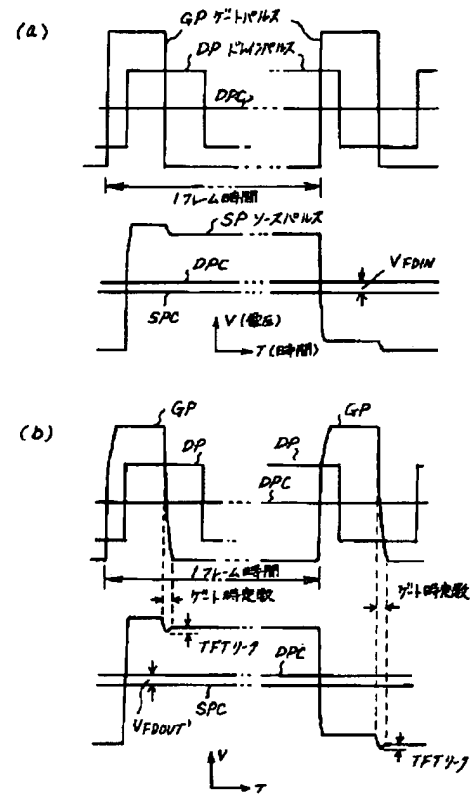 (a)
GP ゲートパルス
DP ドレインパルス
DPC
1フレーム時間
SP ソースパルス
DPC
VFDIN
SPC
V(電圧)
T(時間)
(b)
GP
GP
DP
DP
DPC
1フレーム時間
ゲート時定数
ゲート時定数
TFTリーク
DPC
VFDOUT'
SPC
TFTリーク
V
T